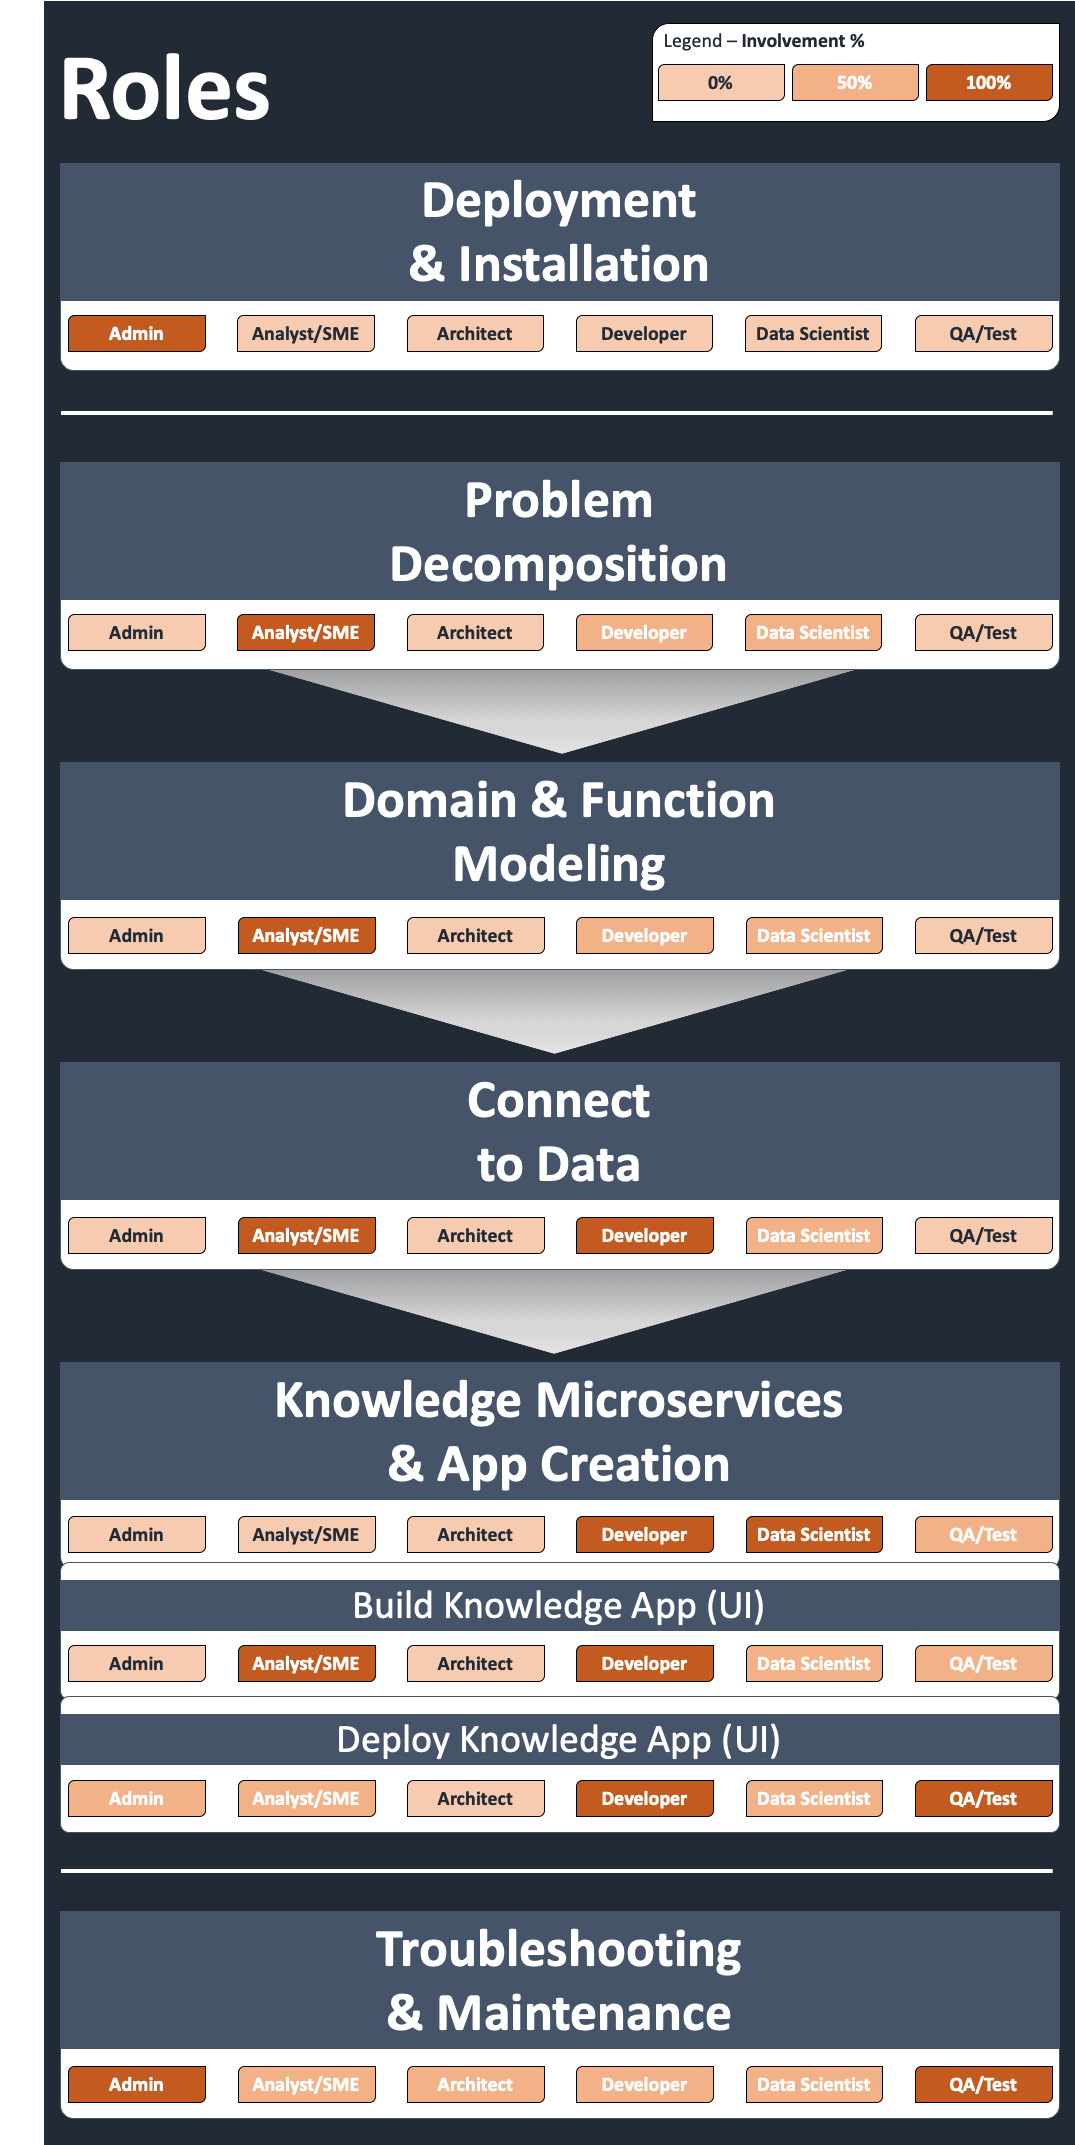 Roles
Legend – Involvement %
0% 50% 100%
Deployment
& Installation
Admin Analyst/SME Architect Developer Data Scientist QA/Test
Problem
Decomposition
Admin Analyst/SME Architect Developer Data Scientist QA/Test
Domain & Function
Modeling
Admin Analyst/SME Architect Developer Data Scientist QA/Test
Connect
to Data
Admin Analyst/SME Architect Developer Data Scientist QA/Test
Knowledge Microservices
& App Creation
Admin Analyst/SME Architect Developer Data Scientist QA/Test
Build Knowledge App (UI)
Admin Analyst/SME Architect Developer Data Scientist QA/Test
Deploy Knowledge App (UI)
Admin Analyst/SME Architect Developer Data Scientist QA/Test
Troubleshooting
& Maintenance
Admin Analyst/SME Architect Developer Data Scientist QA/Test